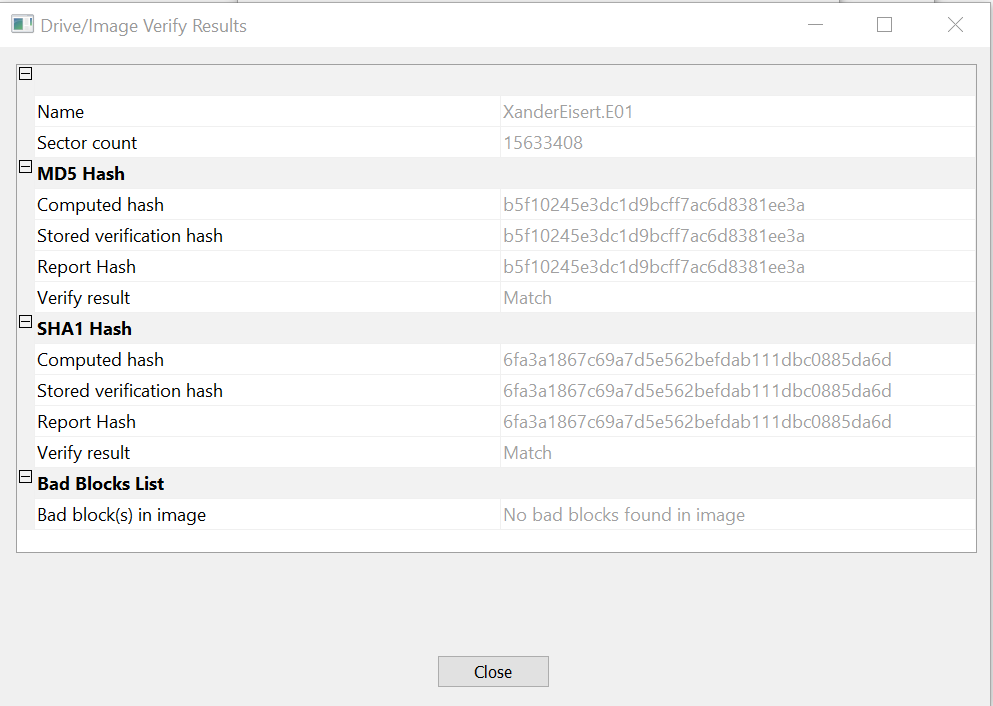 Drive/Image Verify Results
Name XanderEisert.E01
Sector count 15633408
MD5 Hash
Computed hash b5f10245e3dc1d9bcff7ac6d8381ee3a
Stored verification hash b5f10245e3dc1d9bcff7ac6d8381ee3a
Report Hash b5f10245e3dc1d9bcff7ac6d8381ee3a
Verify result Match
SHA1 Hash
Computed hash 6fa3a1867c69a7d5e562befdab111dbc0885da6d
Stored verification hash 6fa3a1867c69a7d5e562befdab111dbc0885da6d
Report Hash 6fa3a1867c69a7d5e562befdab111dbc0885da6d
Verify result Match
Bad Blocks List
Bad block(s) in image No bad blocks found in image
Close